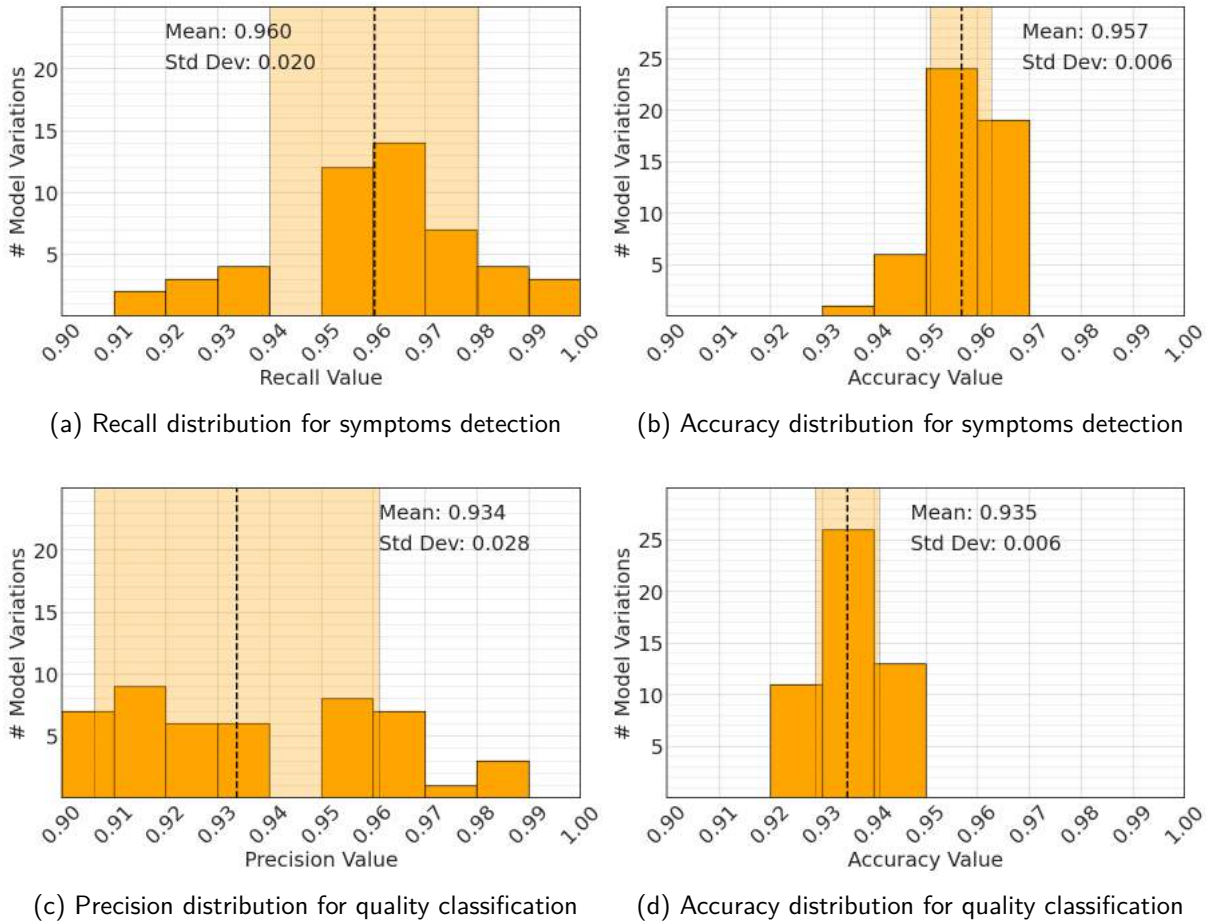 Mean: 0.960
Std Dev: 0.020
# Model Variations
20
15
10
5
0.90 0.91 0.92 0.93 0.94 0.95 0.96 0.97 0.98 0.99 1.00
Recall Value
(a) Recall distribution for symptoms detection
Mean: 0.957
Std Dev: 0.006
# Model Variations
25
20
15
10
5
0.90 0.91 0.92 0.93 0.94 0.95 0.96 0.97 0.98 0.99 1.00
Accuracy Value
(b) Accuracy distribution for symptoms detection
Mean: 0.934
Std Dev: 0.028
# Model Variations
20
15
10
5
0.90 0.91 0.92 0.93 0.94 0.95 0.96 0.97 0.98 0.99 1.00
Precision Value
(c) Precision distribution for quality classification
Mean: 0.935
Std Dev: 0.006
# Model Variations
25
20
15
10
5
0.90 0.91 0.92 0.93 0.94 0.95 0.96 0.97 0.98 0.99 1.00
Accuracy Value
(d) Accuracy distribution for quality classification